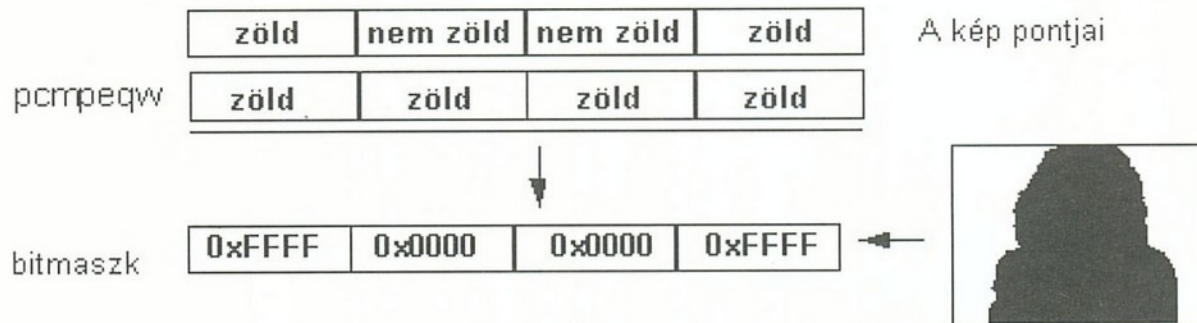 zöld nem zöld nem zöld zöld A kép pontjai
pcmpeqw zöld zöld zöld zöld
bitmaszk 0xFFFF 0x0000 0x0000 0xFFFF